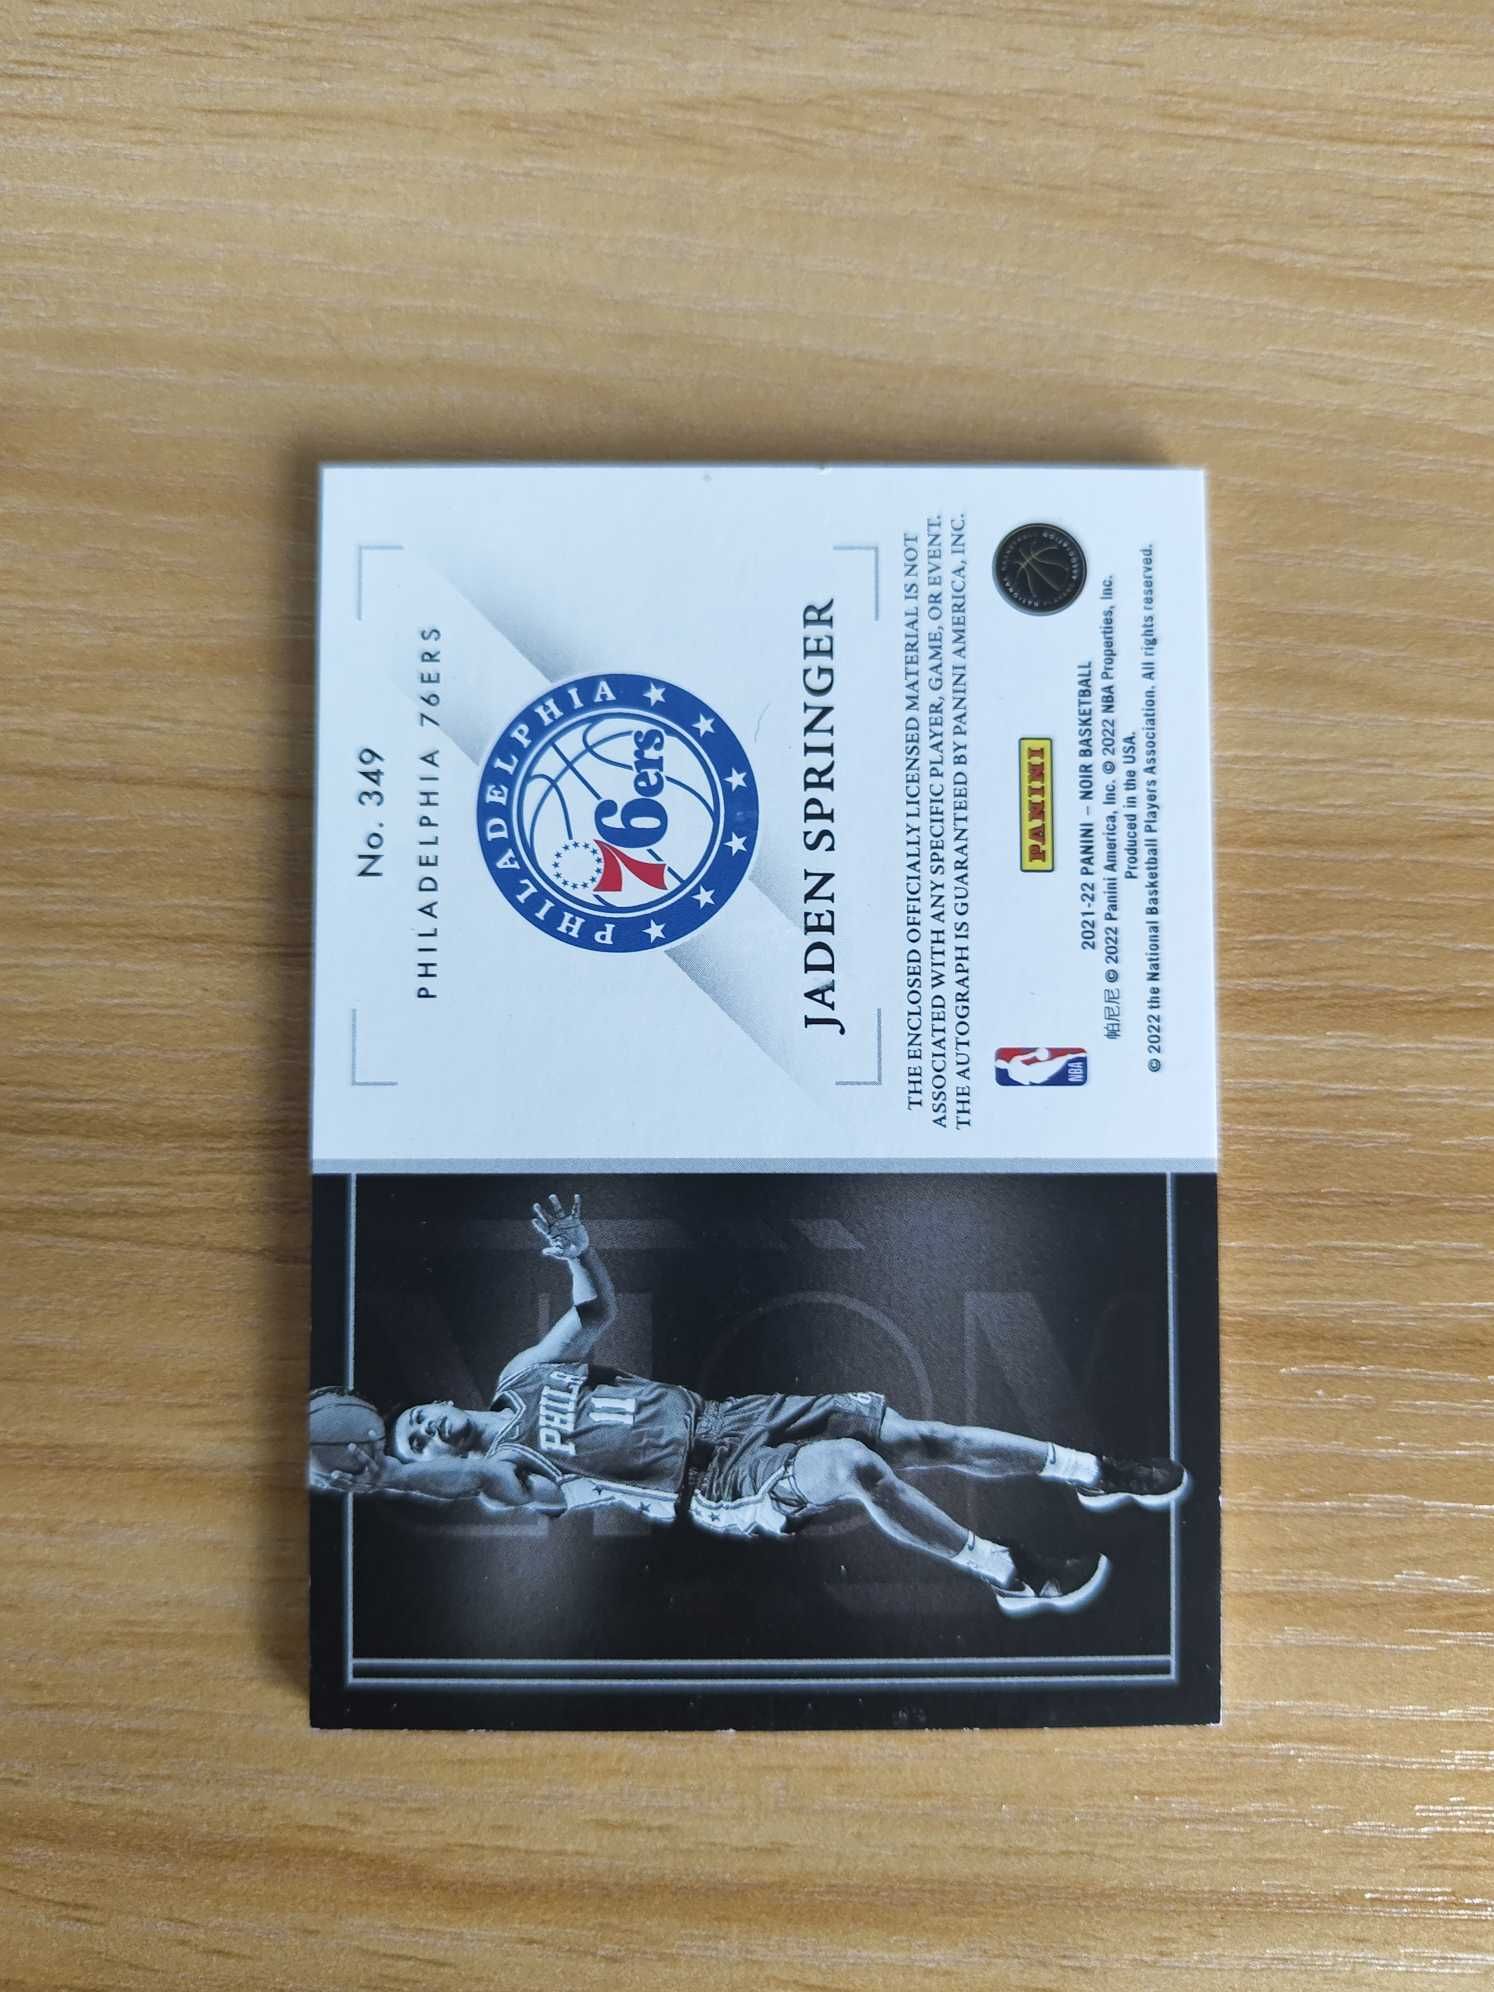 No. 349
PHILADELPHIA 76ERS
PHILADELPHIA
76ers
JADEN SPRINGER
THE ENCLOSED OFFICIALLY LICENSED MATERIAL IS NOT
ASSOCIATED WITH ANY SPECIFIC PLAYER, GAME, OR EVENT.
THE AUTOGRAPH IS GUARANTEED BY PANINI AMERICA, INC.
NBA
PANINI
2021-22 PANINI – NOIR BASKETBALL
帕尼尼 © 2022 Panini America, Inc. © 2022 NBA Properties, Inc.
Produced in the USA.
© 2022 the National Basketball Players Association. All rights reserved.
PHILA
11
NOIR